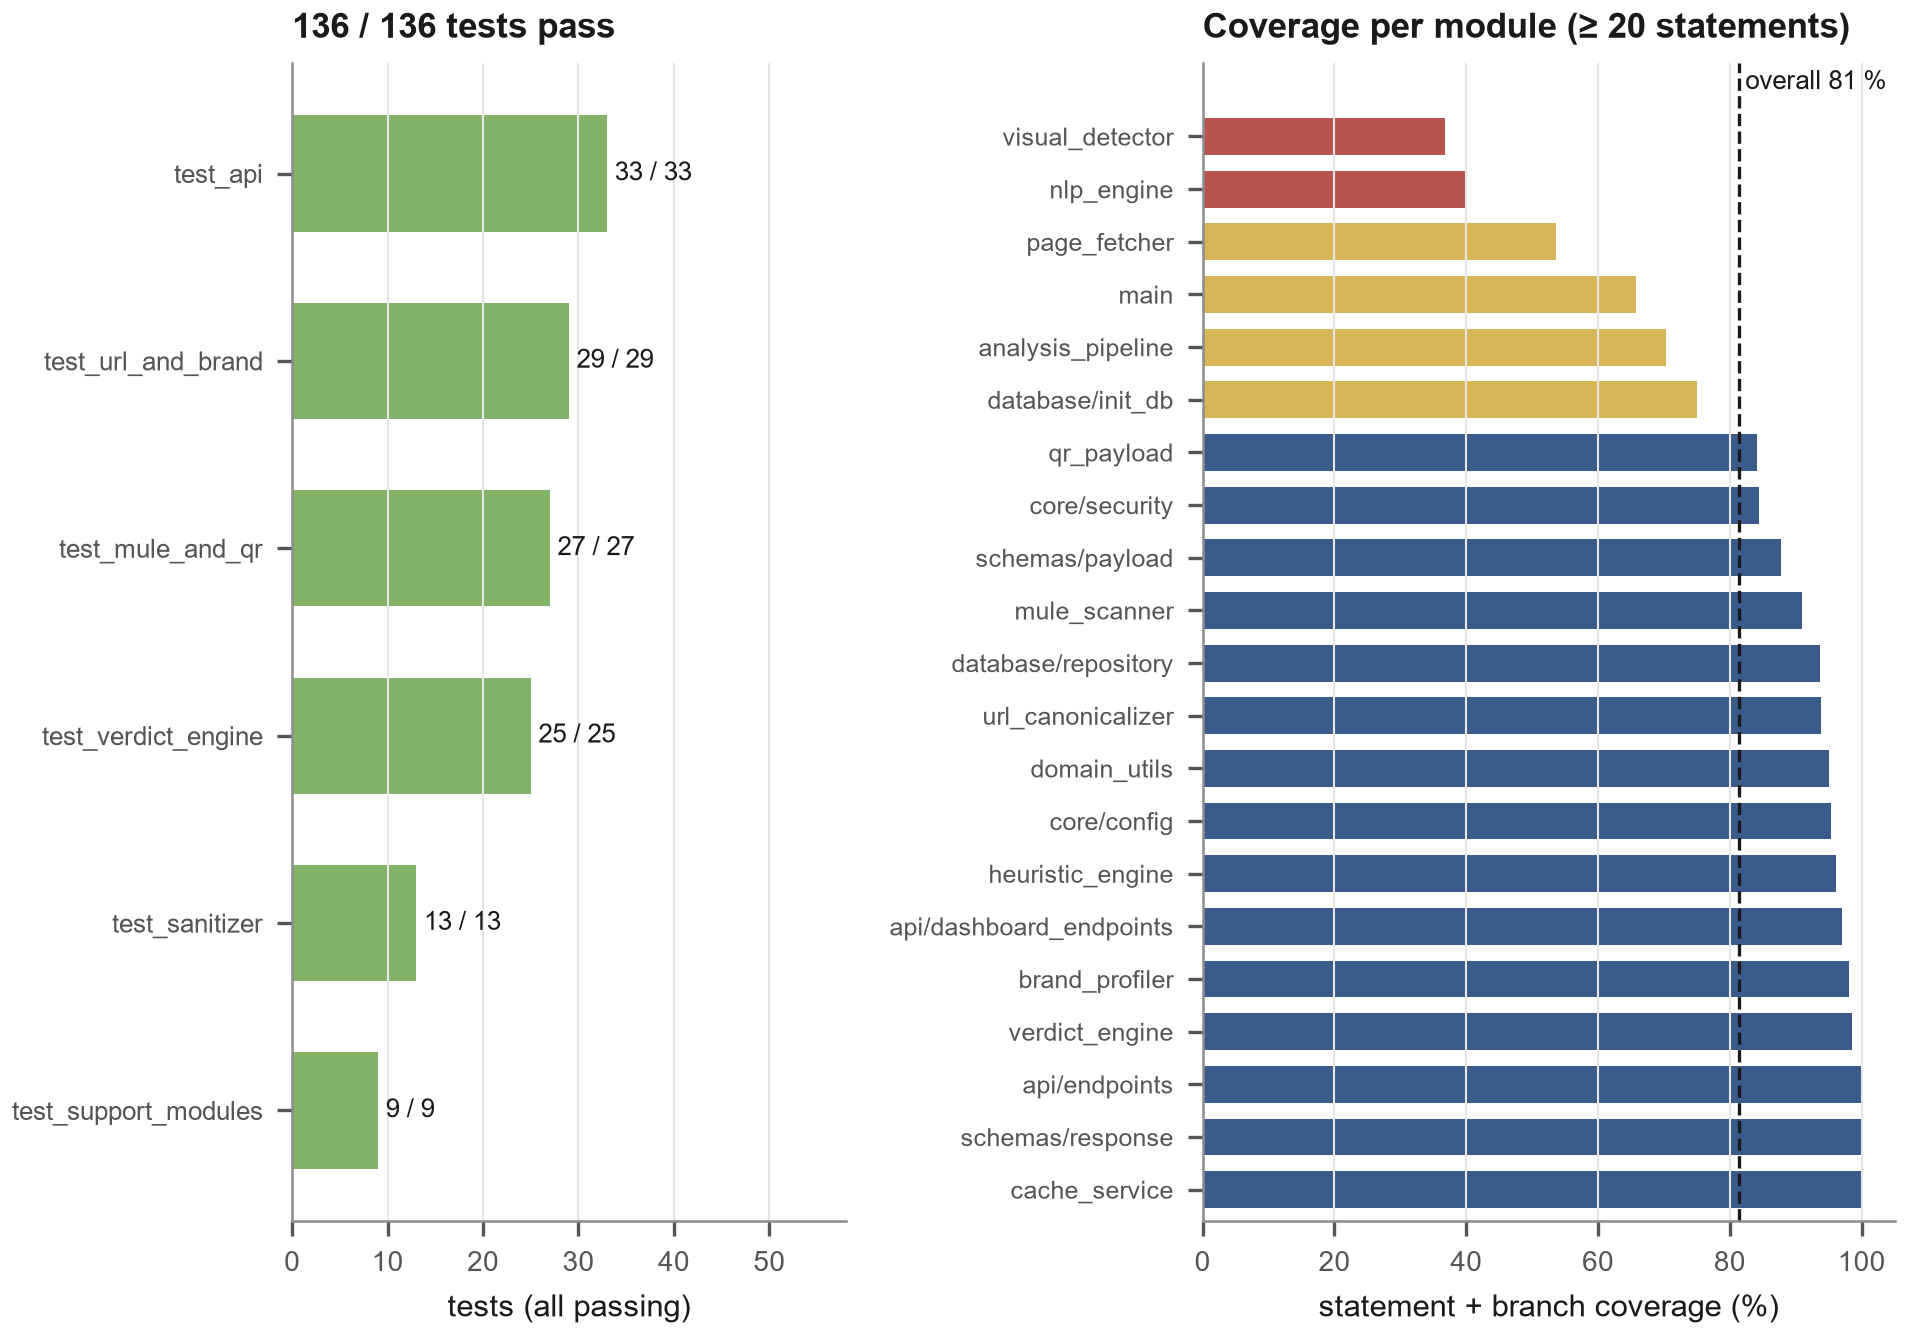 136 / 136 tests pass
test_api
33 / 33
test_url_and_brand
29 / 29
test_mule_and_qr
27 / 27
test_verdict_engine
25 / 25
test_sanitizer
13 / 13
test_support_modules
9 / 9
0 10 20 30 40 50
tests (all passing)
Coverage per module (≥ 20 statements)
overall 81 %
visual_detector
nlp_engine
page_fetcher
main
analysis_pipeline
database/init_db
qr_payload
core/security
schemas/payload
mule_scanner
database/repository
url_canonicalizer
domain_utils
core/config
heuristic_engine
api/dashboard_endpoints
brand_profiler
verdict_engine
api/endpoints
schemas/response
cache_service
0 20 40 60 80 100
statement + branch coverage (%)